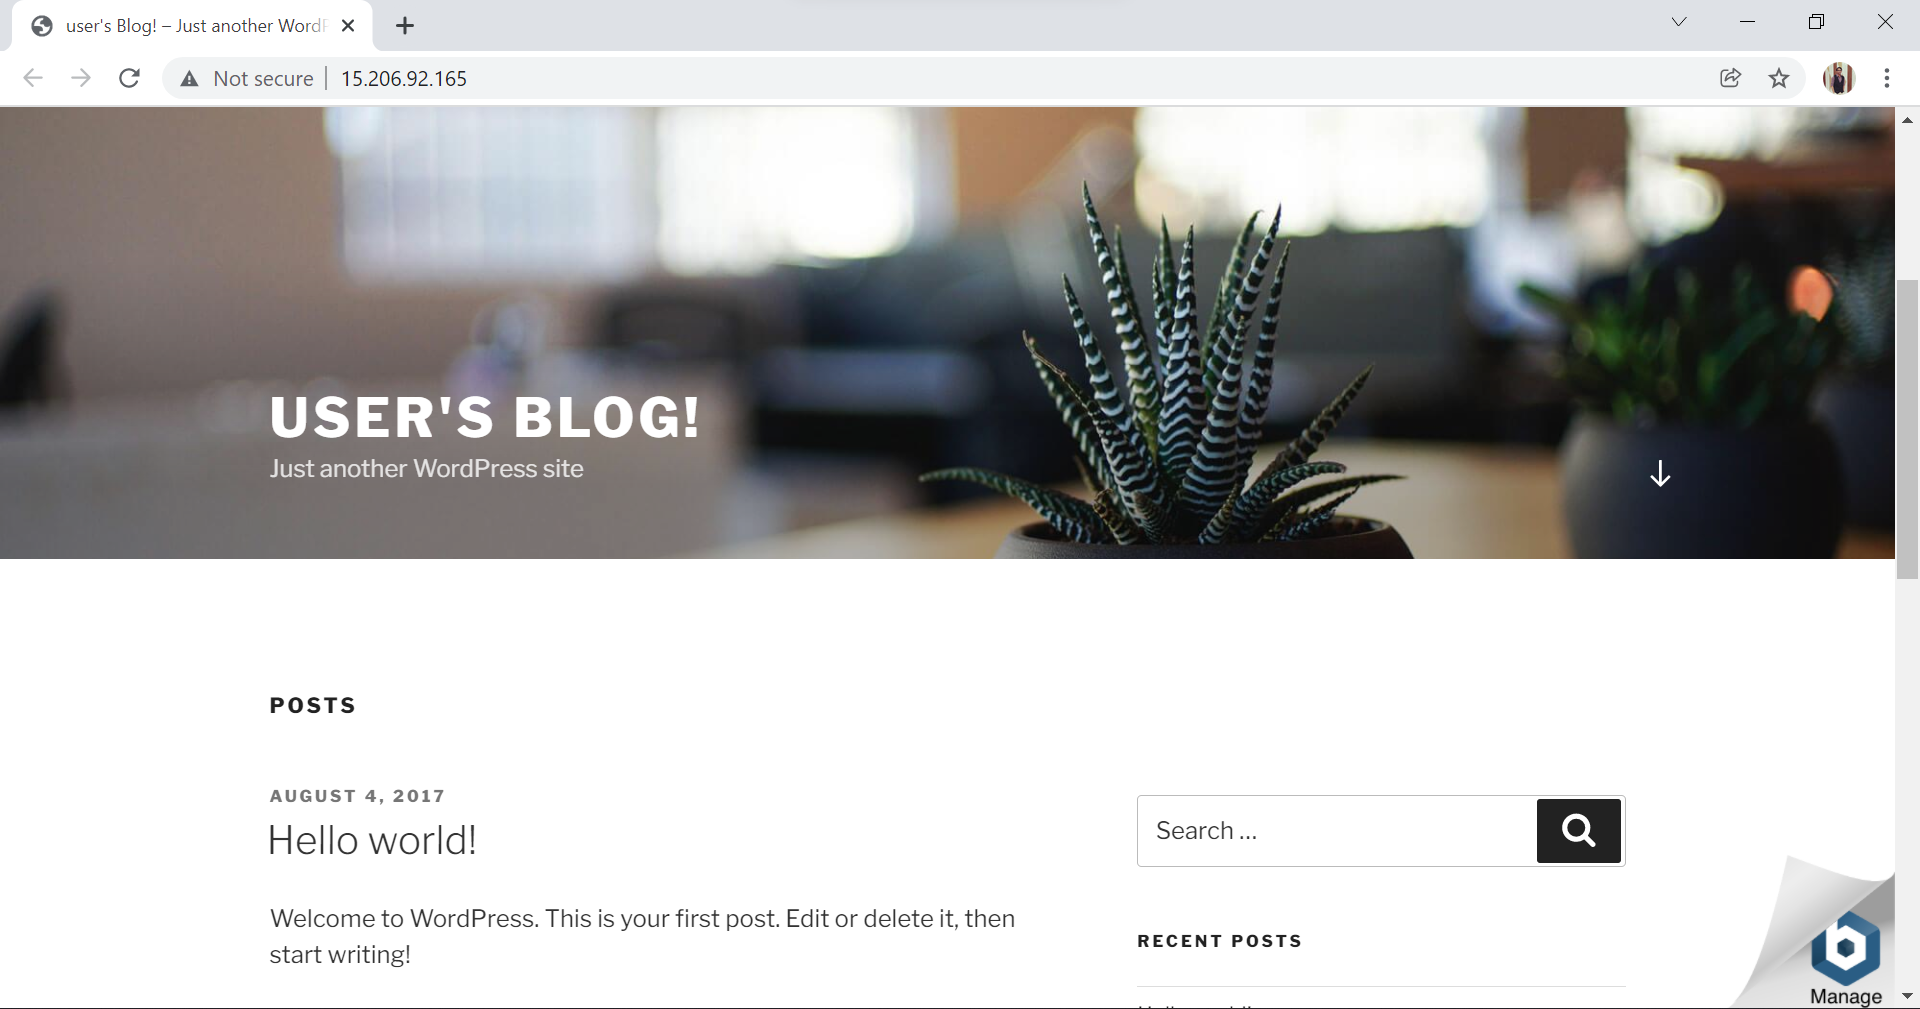 user's Blog! – Just another WordP
Not secure
15.206.92.165
USER'S BLOG!
Just another WordPress site
POSTS
AUGUST 4, 2017
Hello world!
Welcome to WordPress. This is your first post. Edit or delete it, then
start writing!
Search …
RECENT POSTS
Manage